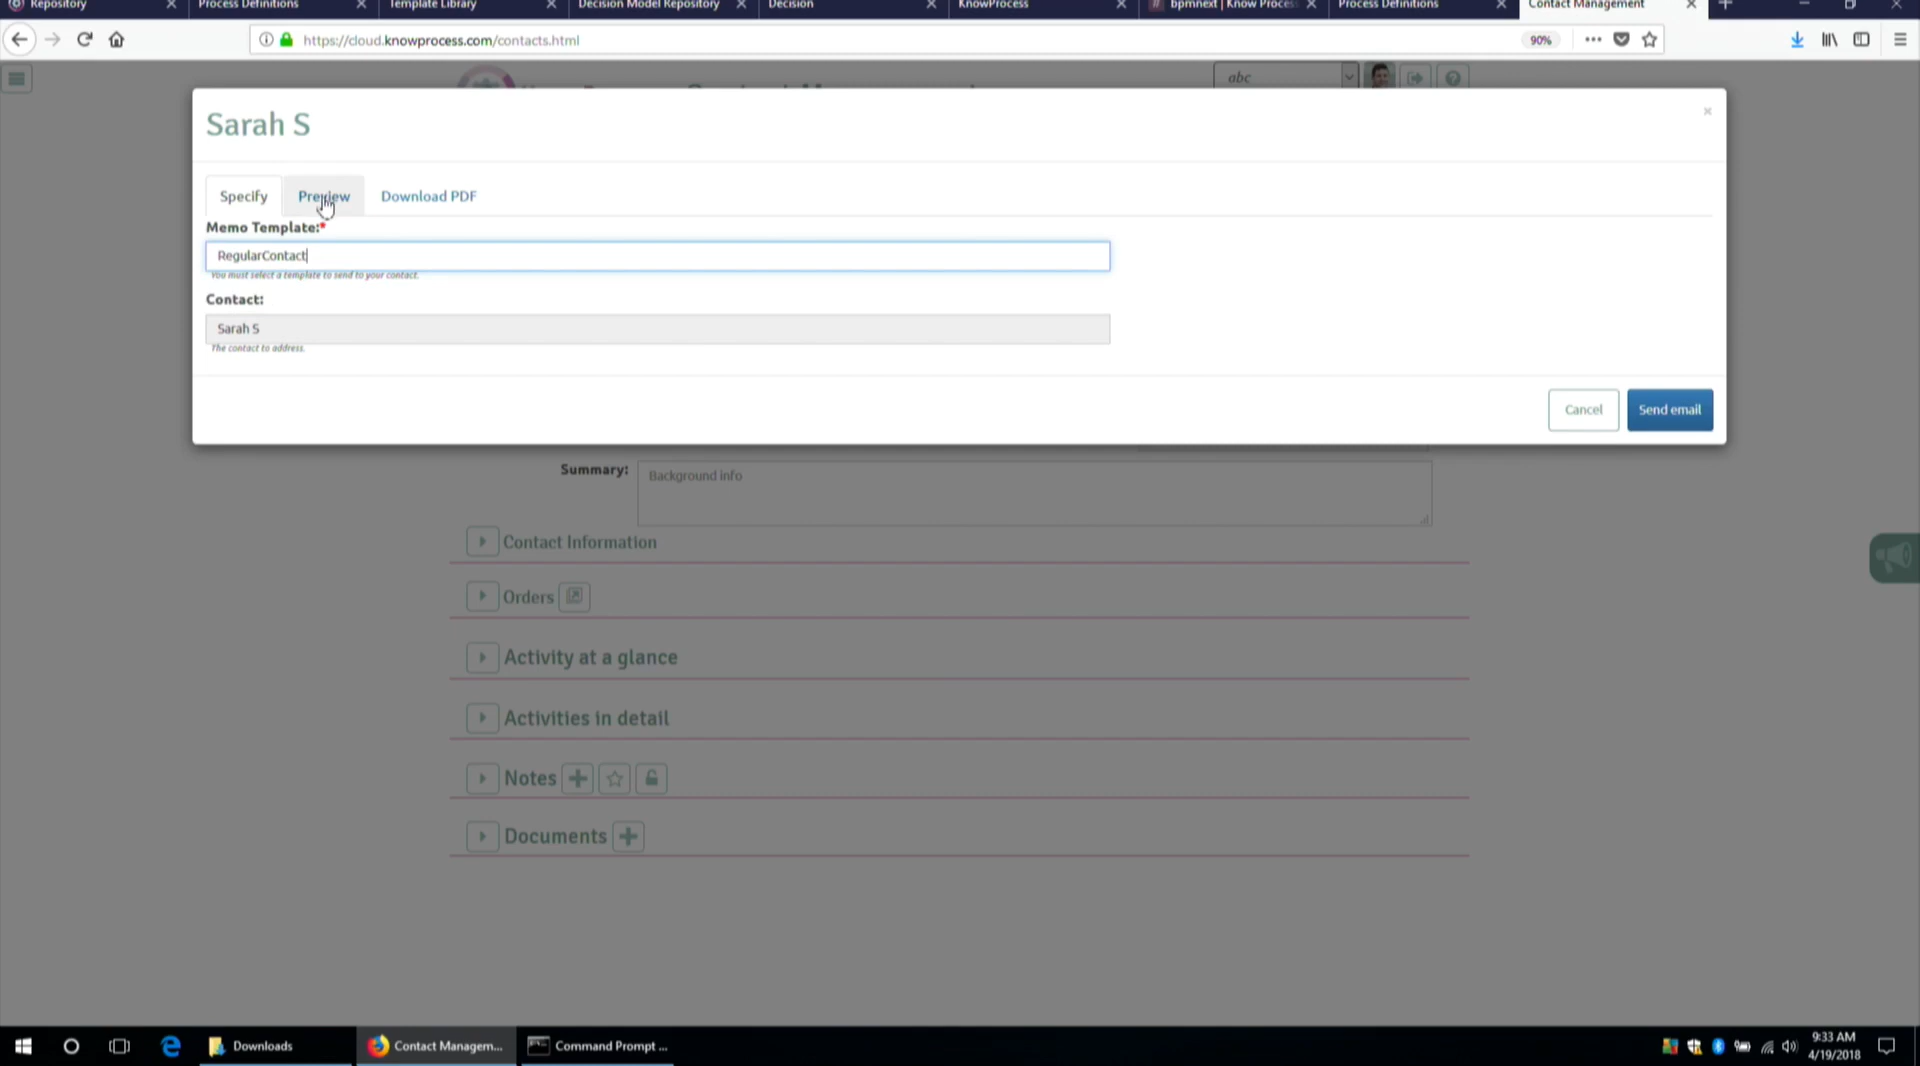 Repository
Process Definitions
Template Library
Decision Model Repository
Decision
KnowProcess
bpmnext | Know Proces
Process Definitions
Contact Management
https://cloud.knowprocess.com/contacts.html
90%
abc
Sarah S
Specify
Preview
Download PDF
Memo Template:*
RegularContact
You must select a template to send to your contact.
Contact:
Sarah S
The contact to address.
Cancel
Send email
Summary:
Background info
Contact Information
Orders
Activity at a glance
Activities in detail
Notes
Documents
Downloads
Contact Managem...
Command Prompt ...
9:33 AM
4/19/2018